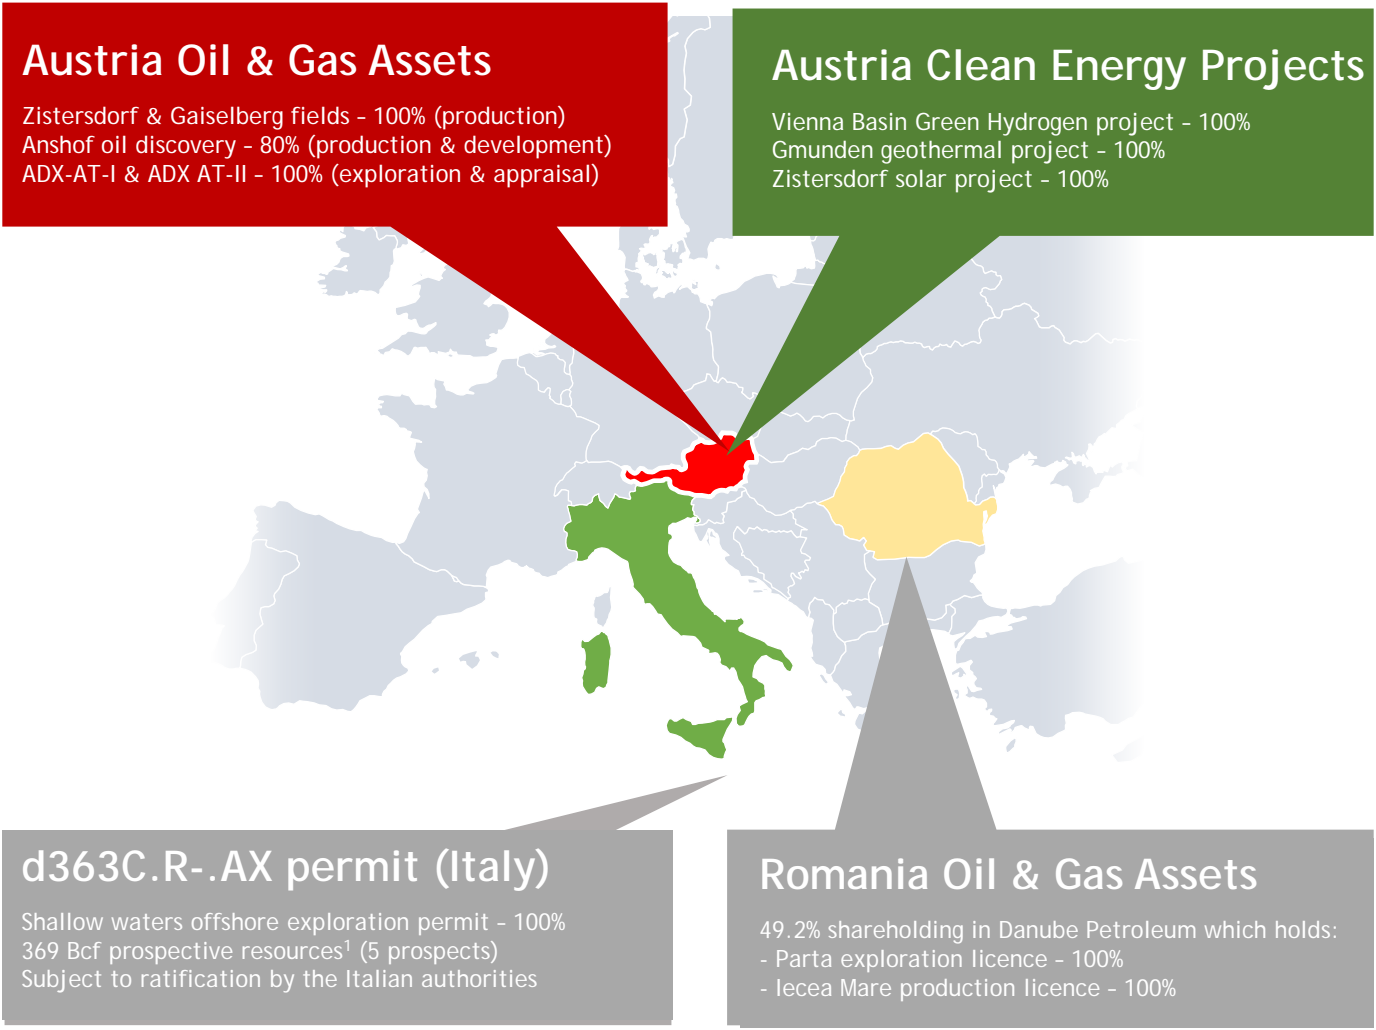 Austria Oil & Gas Assets
Zistersdorf & Gaiselberg fields – 100% (production)
Anshof oil discovery – 80% (production & development)
ADX-AT-I & ADX AT-II – 100% (exploration & appraisal)
Austria Clean Energy Projects
Vienna Basin Green Hydrogen project – 100%
Gmunden geothermal project – 100%
Zistersdorf solar project – 100%
d363C.R-.AX permit (Italy)
Shallow waters offshore exploration permit – 100%
369 Bcf prospective resources¹ (5 prospects)
Subject to ratification by the Italian authorities
Romania Oil & Gas Assets
49.2% shareholding in Danube Petroleum which holds:
- Parta exploration licence – 100%
- Iecea Mare production licence – 100%